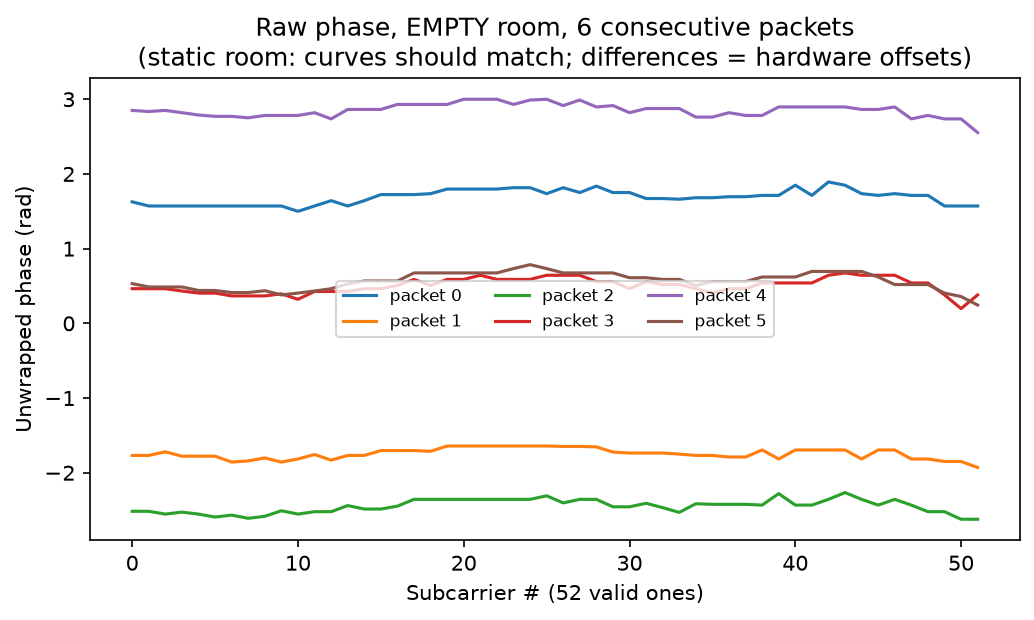 Raw phase, EMPTY room, 6 consecutive packets
(static room: curves should match; differences = hardware offsets)
3
2
1
0
−1
−2
Unwrapped phase (rad)
packet 0 packet 2 packet 4
packet 1 packet 3 packet 5
0 10 20 30 40 50
Subcarrier # (52 valid ones)